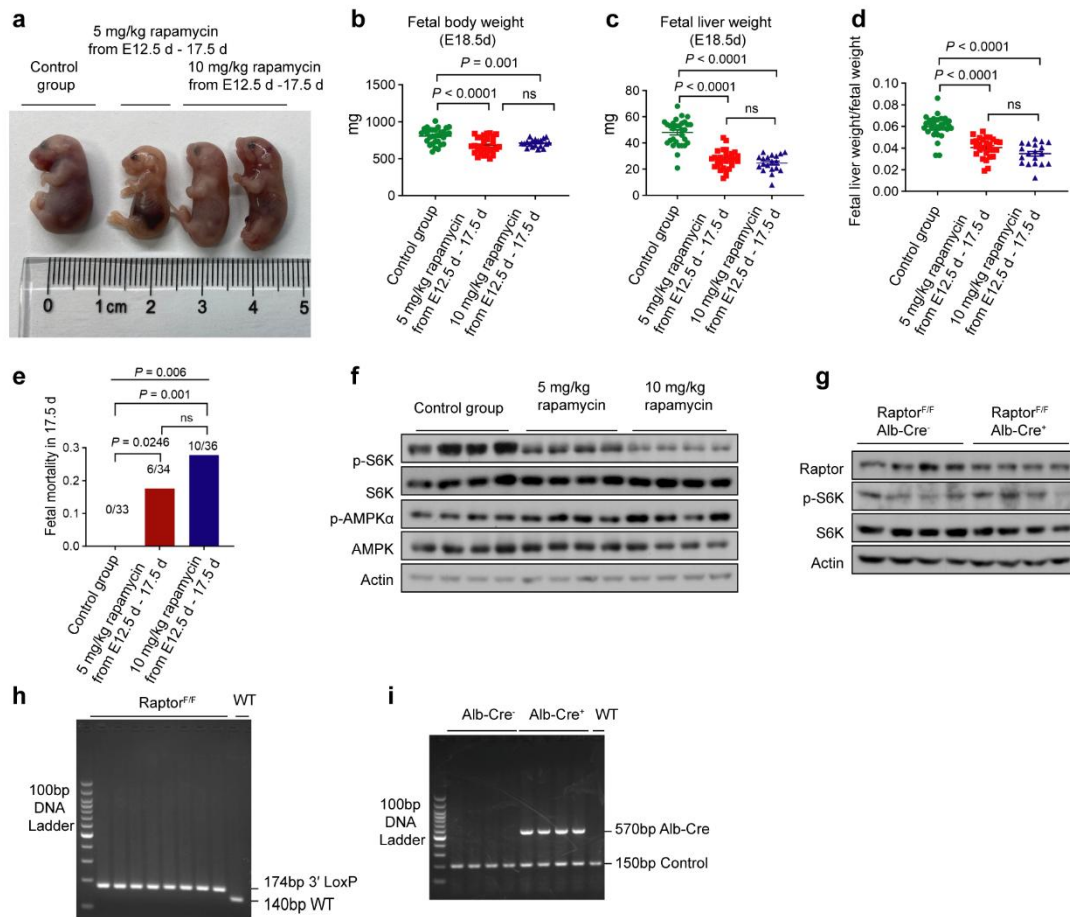 a
5 mg/kg rapamycin
from E12.5 d - 17.5 d
Control
group
10 mg/kg rapamycin
from E12.5 d -17.5 d
0 1 cm 2 3 4 5
b
Fetal body weight
(E18.5d)
P = 0.001
P < 0.0001
ns
mg
1500
1000
500
0
Control group
5 mg/kg rapamycin
from E12.5 d - 17.5 d
10 mg/kg rapamycin
from E12.5 d - 17.5 d
c
Fetal liver weight
(E18.5d)
P < 0.0001
P < 0.0001
ns
mg
80
60
40
20
0
Control group
5 mg/kg rapamycin
from E12.5 d - 17.5 d
10 mg/kg rapamycin
from E12.5 d - 17.5 d
d
P < 0.0001
P < 0.0001
ns
Fetal liver weight/fetal weight
0.10
0.08
0.06
0.04
0.02
0.00
Control group
5 mg/kg rapamycin
from E12.5 d - 17.5 d
10 mg/kg rapamycin
from E12.5 d - 17.5 d
e
P = 0.006
P = 0.001
ns
P = 0.0246
10/36
6/34
0/33
Fetal mortality in 17.5 d
0.3
0.2
0.1
0.0
Control group
5 mg/kg rapamycin
from E12.5 d - 17.5 d
10 mg/kg rapamycin
from E12.5 d - 17.5 d
f
Control group
5 mg/kg
rapamycin
10 mg/kg
rapamycin
p-S6K
S6K
p-AMPKα
AMPK
Actin
g
Raptor^F/F
Alb-Cre^-
Raptor^F/F
Alb-Cre^+
Raptor
p-S6K
S6K
Actin
h
Raptor^F/F
WT
100bp
DNA
Ladder
174bp 3′ LoxP
140bp WT
i
Alb-Cre^-
Alb-Cre^+
WT
100bp
DNA
Ladder
570bp Alb-Cre
150bp Control